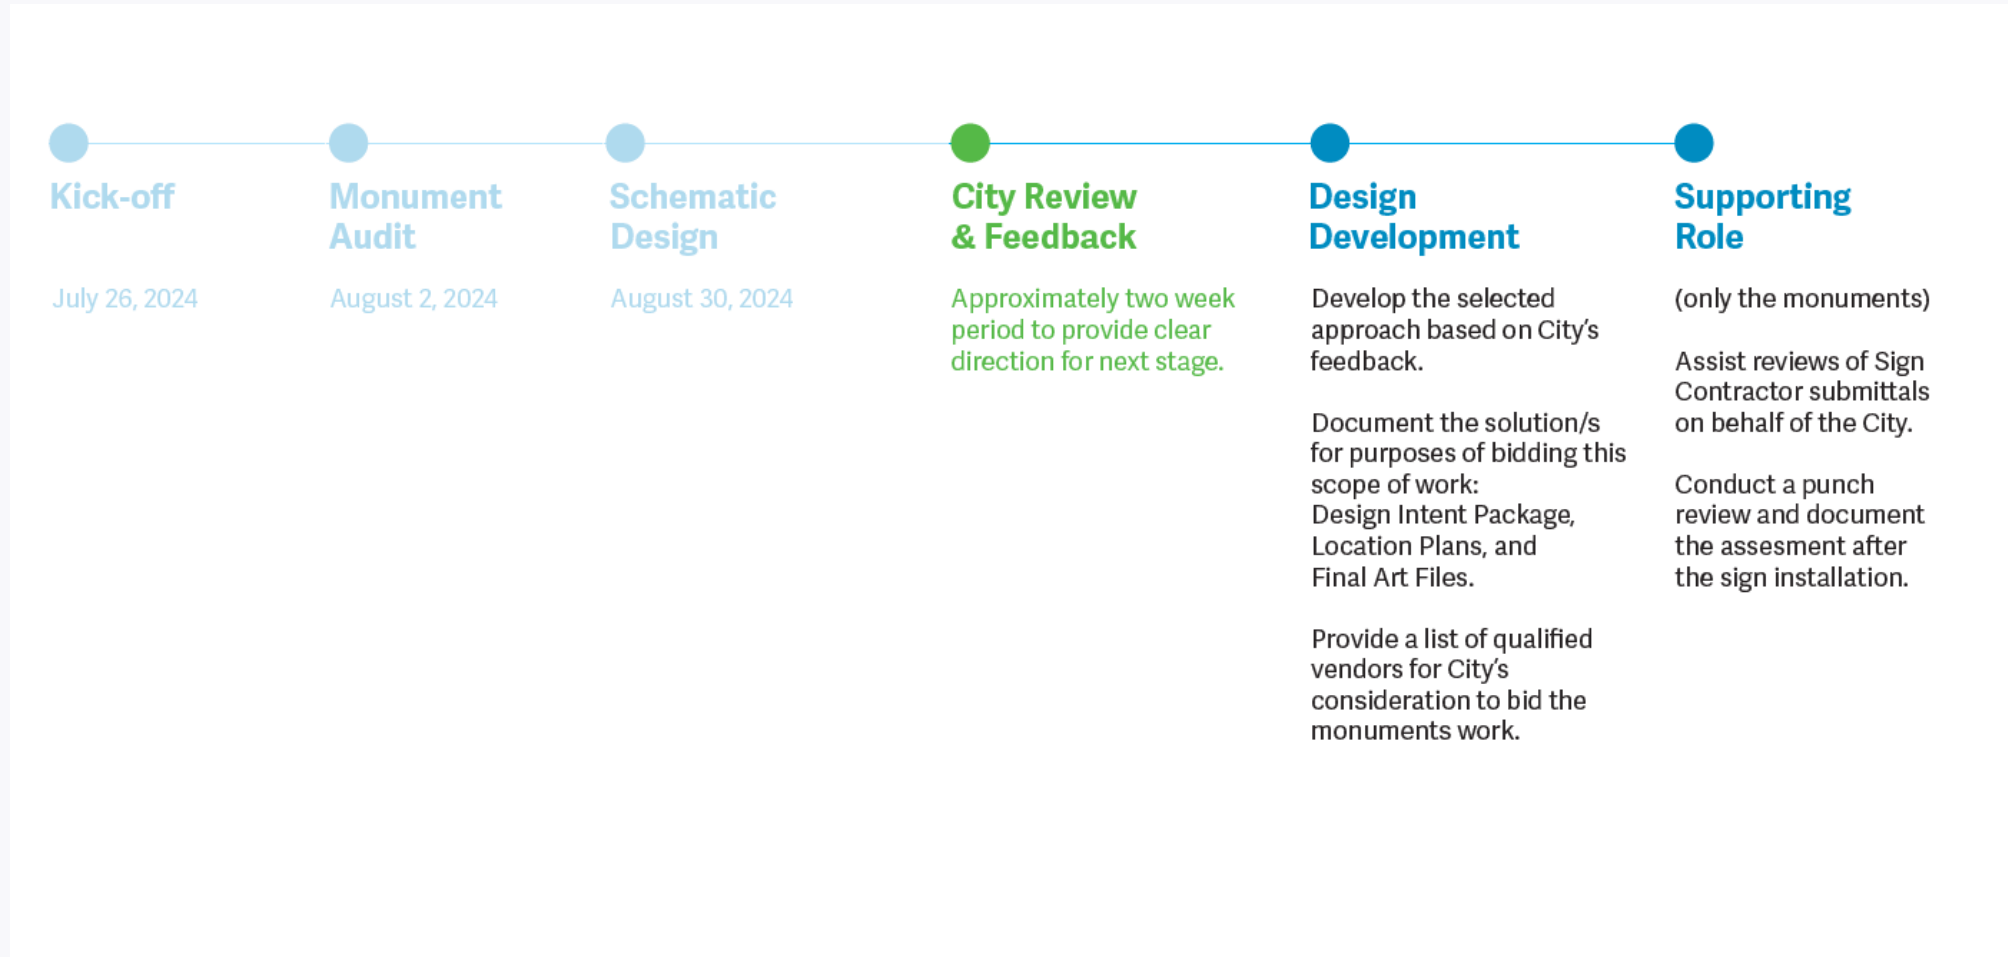 Kick-off
July 26, 2024
Monument
Audit
August 2, 2024
Schematic
Design
August 30, 2024
City Review
& Feedback
Approximately two week
period to provide clear
direction for next stage.
Design
Development
Develop the selected
approach based on City’s
feedback.
Document the solution/s
for purposes of bidding this
scope of work:
Design Intent Package,
Location Plans, and
Final Art Files.
Provide a list of qualified
vendors for City’s
consideration to bid the
monuments work.
Supporting
Role
(only the monuments)
Assist reviews of Sign
Contractor submittals
on behalf of the City.
Conduct a punch
review and document
the assesment after
the sign installation.